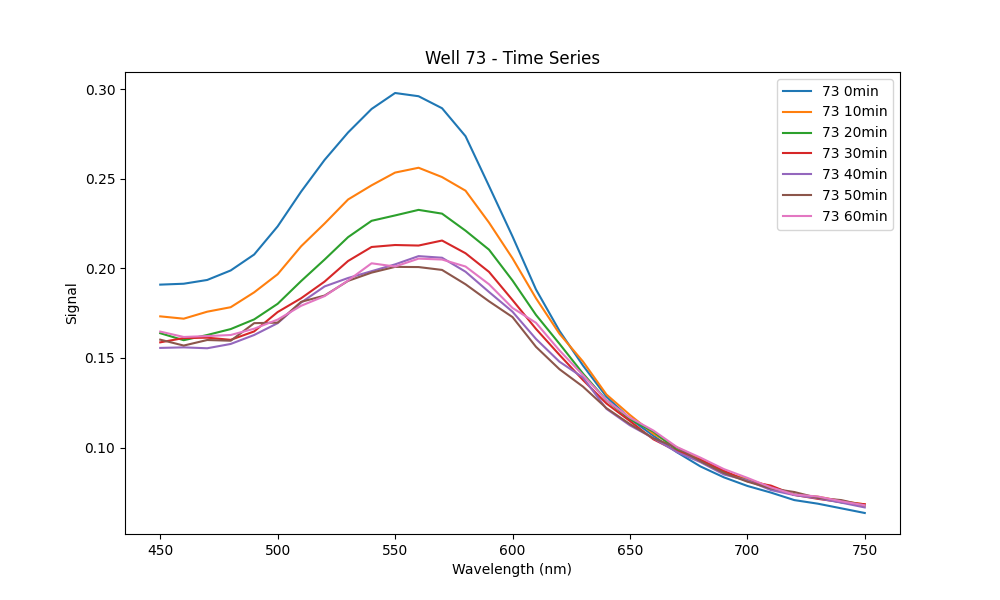 Well 73 - Time Series
73 0min
73 10min
73 20min
73 30min
73 40min
73 50min
73 60min
Signal
0.30
0.25
0.20
0.15
0.10
450 500 550 600 650 700 750
Wavelength (nm)